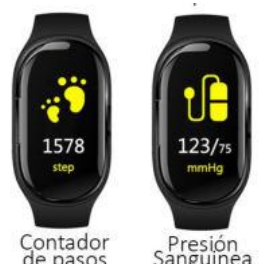 1578
step
123/75
mmHg
Contador
de pasos
Presión
Sanguínea